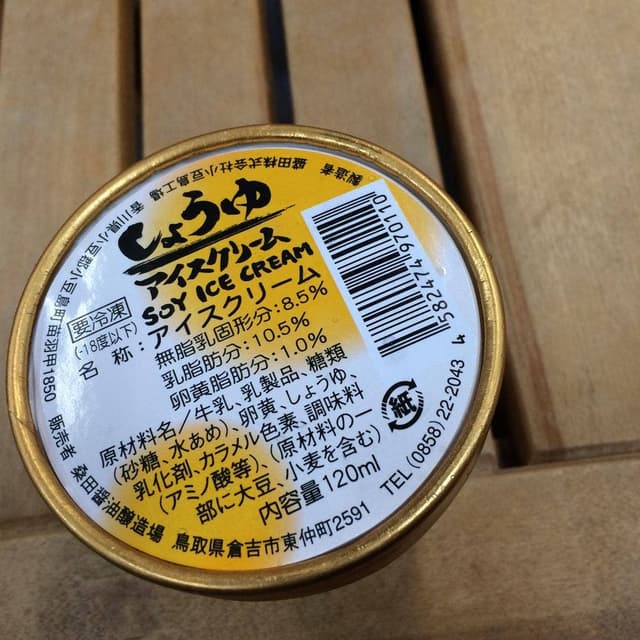 しょうゆ
アイスクリーム
SOY ICE CREAM
要冷凍
(-18度以下)
名 称:アイスクリーム
無脂乳固形分:8.5%
乳脂肪分:10.5%
卵黄脂肪分:1.0%
原材料名/牛乳、乳製品、糖類
(砂糖、水あめ)、卵黄、しょうゆ、
乳化剤、カラメル色素、調味料
(アミノ酸等)、(原材料の一
部に大豆、小麦を含む)
内容量120ml
4 582474 970110
紙
製造者 盛田株式会社小豆島工場 香川県小豆郡小豆島町苗羽甲1850
販売者 桑田醤油醸造場 鳥取県倉吉市東仲町2591 TEL (0858) 22-2043